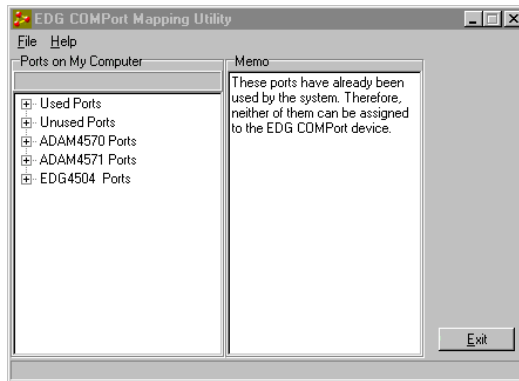 EDG COMPort Mapping Utility
File Help
Ports on My Computer
Used Ports
Unused Ports
ADAM4570 Ports
ADAM4571 Ports
EDG4504 Ports
Memo
These ports have already been
used by the system. Therefore,
neither of them can be assigned
to the EDG COMPort device.
Exit